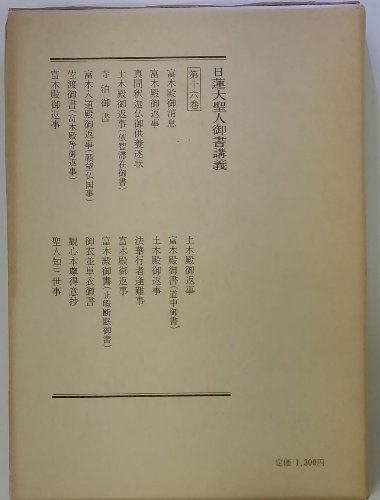 日蓮大聖人御書講義
第十六巻
富木殿御消息
富木殿御返事
真間釈迦仏御供養逐状
土木殿御返事(依智滞在御書)
寺泊御書
富木入道殿御返事(願望仏国事)
佐渡御書(富木殿等御返事)
富木殿御返事
土木殿御返事
富木殿御書(道中御書)
土木殿御返事
法華行者逢難事
富木殿御返事
富木殿御書(止暇断眠御書)
御衣並単衣御書
観心本尊得意抄
聖人知三世事
定価 1,300円